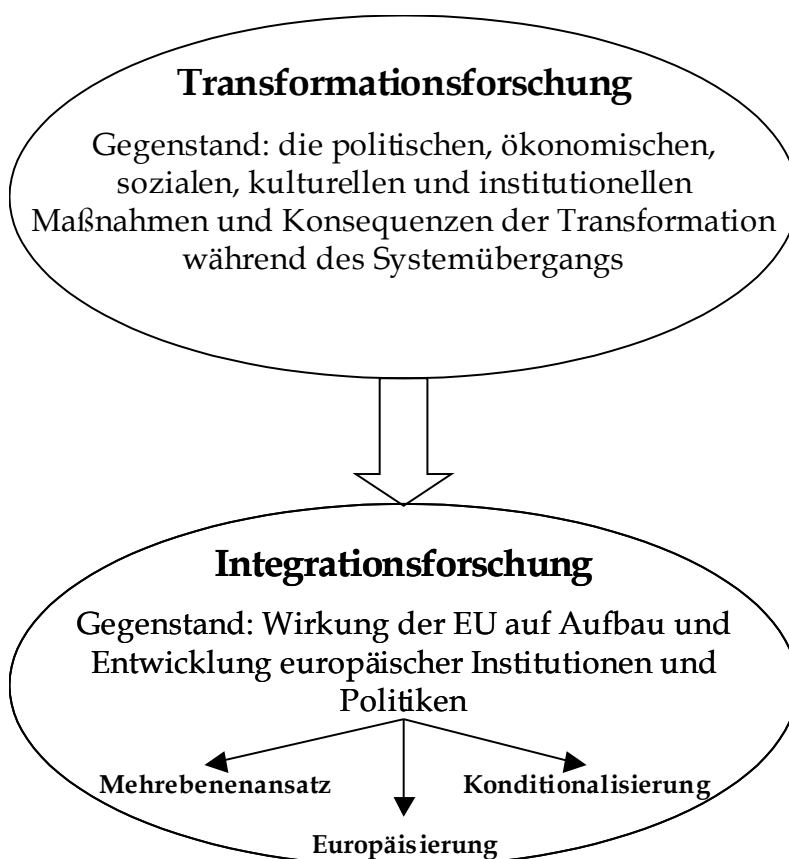 Transformationsforschung
Gegenstand: die politischen, ökonomischen,
sozialen, kulturellen und institutionellen
Maßnahmen und Konsequenzen der Transformation
während des Systemübergangs
Integrationsforschung
Gegenstand: Wirkung der EU auf Aufbau und
Entwicklung europäischer Institutionen und
Politiken
Mehrebenenansatz
Konditionalisierung
Europäisierung